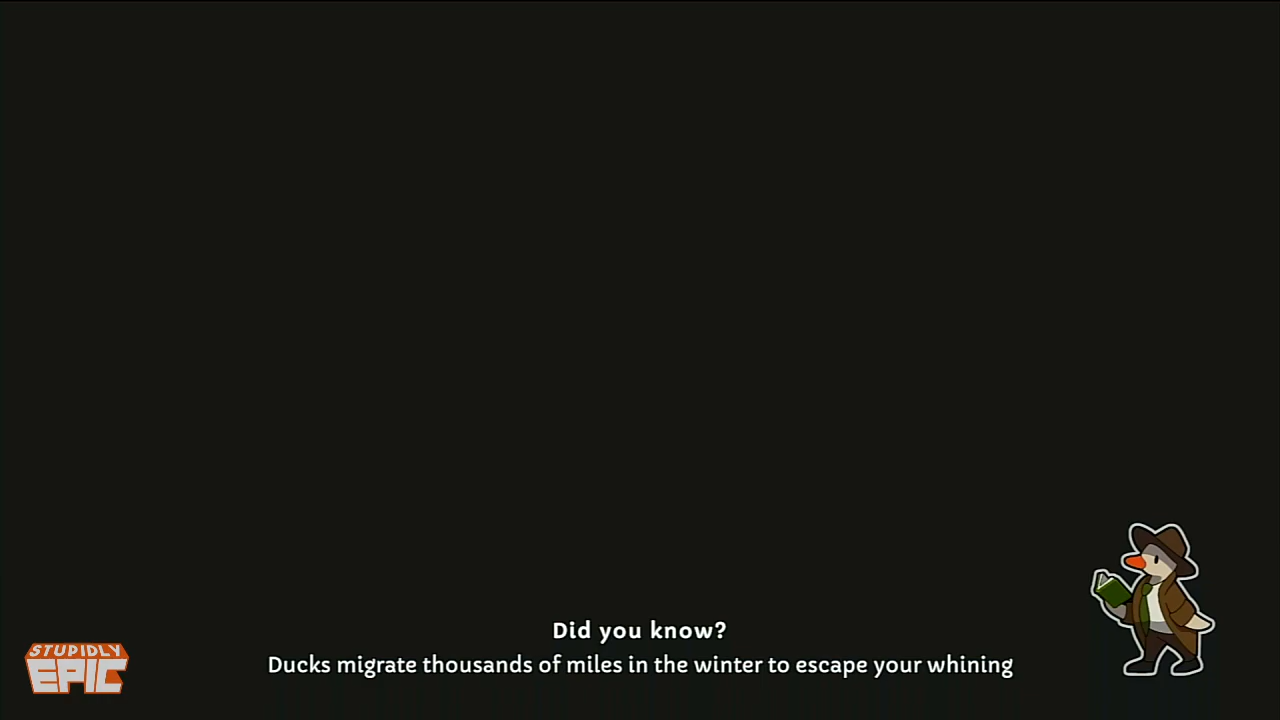 Did you know?
Ducks migrate thousands of miles in the winter to escape your whining
STUPIDLY
EPIC